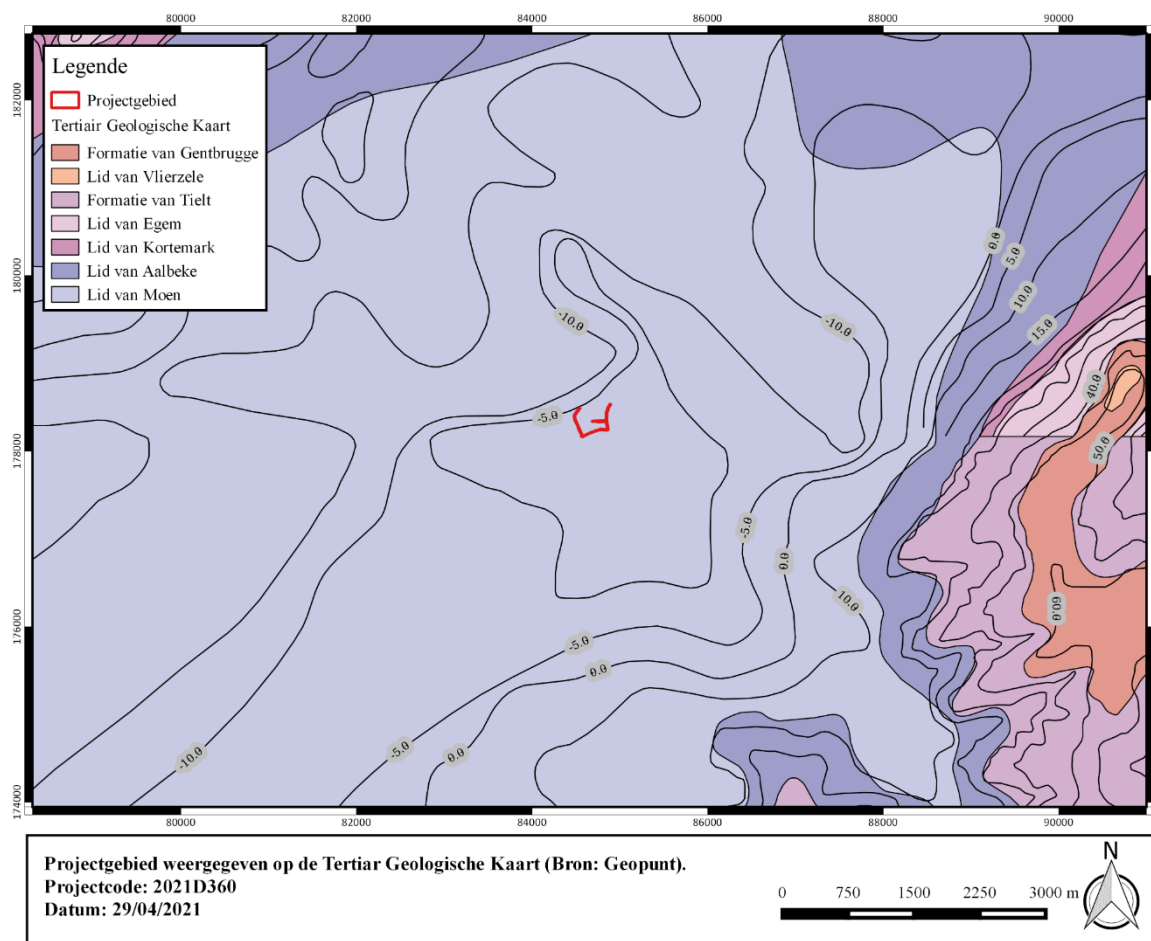 80000 82000 84000 86000 88000 90000
182000
180000
178000
176000
174000
Legende
Projectgebied
Tertiair Geologische Kaart
Formatie van Gentbrugge
Lid van Vlierzele
Formatie van Tielt
Lid van Egem
Lid van Kortemark
Lid van Aalbeke
Lid van Moen
0.0
5.0
10.0
15.0
-10.0
-10.0
40.0
-5.0
50.0
-5.0
0.0
10.0
60.0
-5.0
0.0
-10.0
-5.0
0.0
80000 82000 84000 86000 88000 90000
Projectgebied weergegeven op de Tertiar Geologische Kaart (Bron: Geopunt).
Projectcode: 2021D360
Datum: 29/04/2021
0 750 1500 2250 3000 m
N